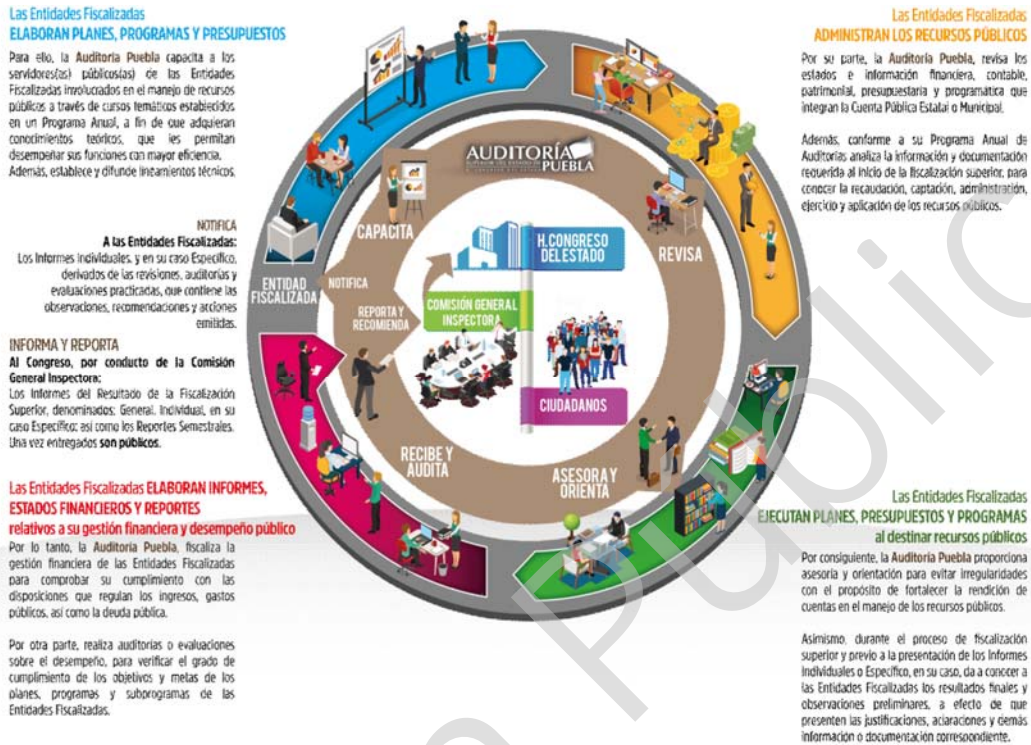 Las Entidades Fiscalizadas
ELABORAN PLANES, PROGRAMAS Y PRESUPUESTOS
Para ello, la Auditoría Puebla capacita a los
servidores(as) públicos(as) de las Entidades
Fiscalizadas involucrados en el manejo de recursos
públicos a través de cursos temáticos establecidos
en un Programa Anual, a fin de que adquieran
conocimientos teóricos, que les permitan
desempeñar sus funciones con mayor eficiencia.
Además, establece y difunde lineamientos técnicos.
NOTIFICA
A las Entidades Fiscalizadas:
Los Informes Individuales, y en su caso Específico,
derivados de las revisiones, auditorías y
evaluaciones practicadas, que contiene las
observaciones, recomendaciones y acciones
emitidas.
INFORMA Y REPORTA
Al Congreso, por conducto de la Comisión
General Inspectora:
Los Informes del Resultado de la Fiscalización
Superior, denominados: General, Individual, en su
caso Específico; así como los Reportes Semestrales.
Una vez entregados son públicos.
Las Entidades Fiscalizadas ELABORAN INFORMES,
ESTADOS FINANCIEROS Y REPORTES
relativos a su gestión financiera y desempeño público
Por lo tanto, la Auditoría Puebla, fiscaliza la
gestión financiera de las Entidades Fiscalizadas
para comprobar su cumplimiento con las
disposiciones que regulan los ingresos, gastos
públicos, así como la deuda pública.
Por otra parte, realiza auditorías o evaluaciones
sobre el desempeño, para verificar el grado de
cumplimiento de los objetivos y metas de los
planes, programas y subprogramas de las
Entidades Fiscalizadas.
AUDITORÍA
PUEBLA
CAPACITA
REVISA
H. CONGRESO
DEL ESTADO
ENTIDAD
FISCALIZADA
NOTIFICA
REPORTA Y
RECOMIENDA
COMISIÓN GENERAL
INSPECTORA
CIUDADANOS
RECIBE Y
AUDITA
ASESORA Y
ORIENTA
Las Entidades Fiscalizadas
ADMINISTRAN LOS RECURSOS PÚBLICOS
Por su parte, la Auditoría Puebla, revisa los
estados e información financiera, contable,
patrimonial, presupuestaria y programática que
integran la Cuenta Pública Estatal o Municipal.
Además, conforme a su Programa Anual de
Auditorías analiza la información y documentación
requerida al inicio de la fiscalización superior, para
conocer la recaudación, captación, administración,
ejercicio y aplicación de los recursos públicos.
Las Entidades Fiscalizadas
EJECUTAN PLANES, PRESUPUESTOS Y PROGRAMAS
al destinar recursos públicos
Por consiguiente, la Auditoría Puebla proporciona
asesoría y orientación para evitar irregularidades
con el propósito de fortalecer la rendición de
cuentas en el manejo de los recursos públicos.
Asimismo, durante el proceso de fiscalización
superior y previo a la presentación de los Informes
Individuales o Específico, en su caso, da a conocer a
las Entidades Fiscalizadas los resultados finales y
observaciones preliminares, a efecto de que
presenten las justificaciones, aclaraciones y demás
información o documentación correspondiente.